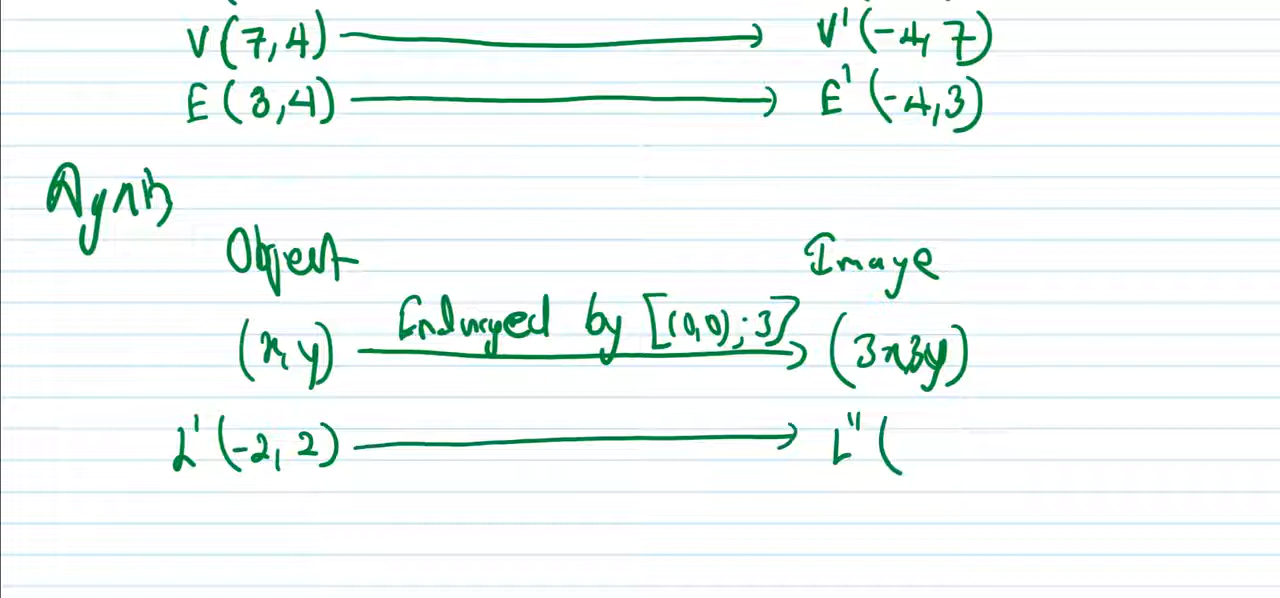 V(7,4) → V'(-4,7)
E(3,4) → E'(-4,3)
Again
Object Image
(x,y) Enlarged by [(0,0);3] → (3x,3y)
L'(-2,2) → L''(